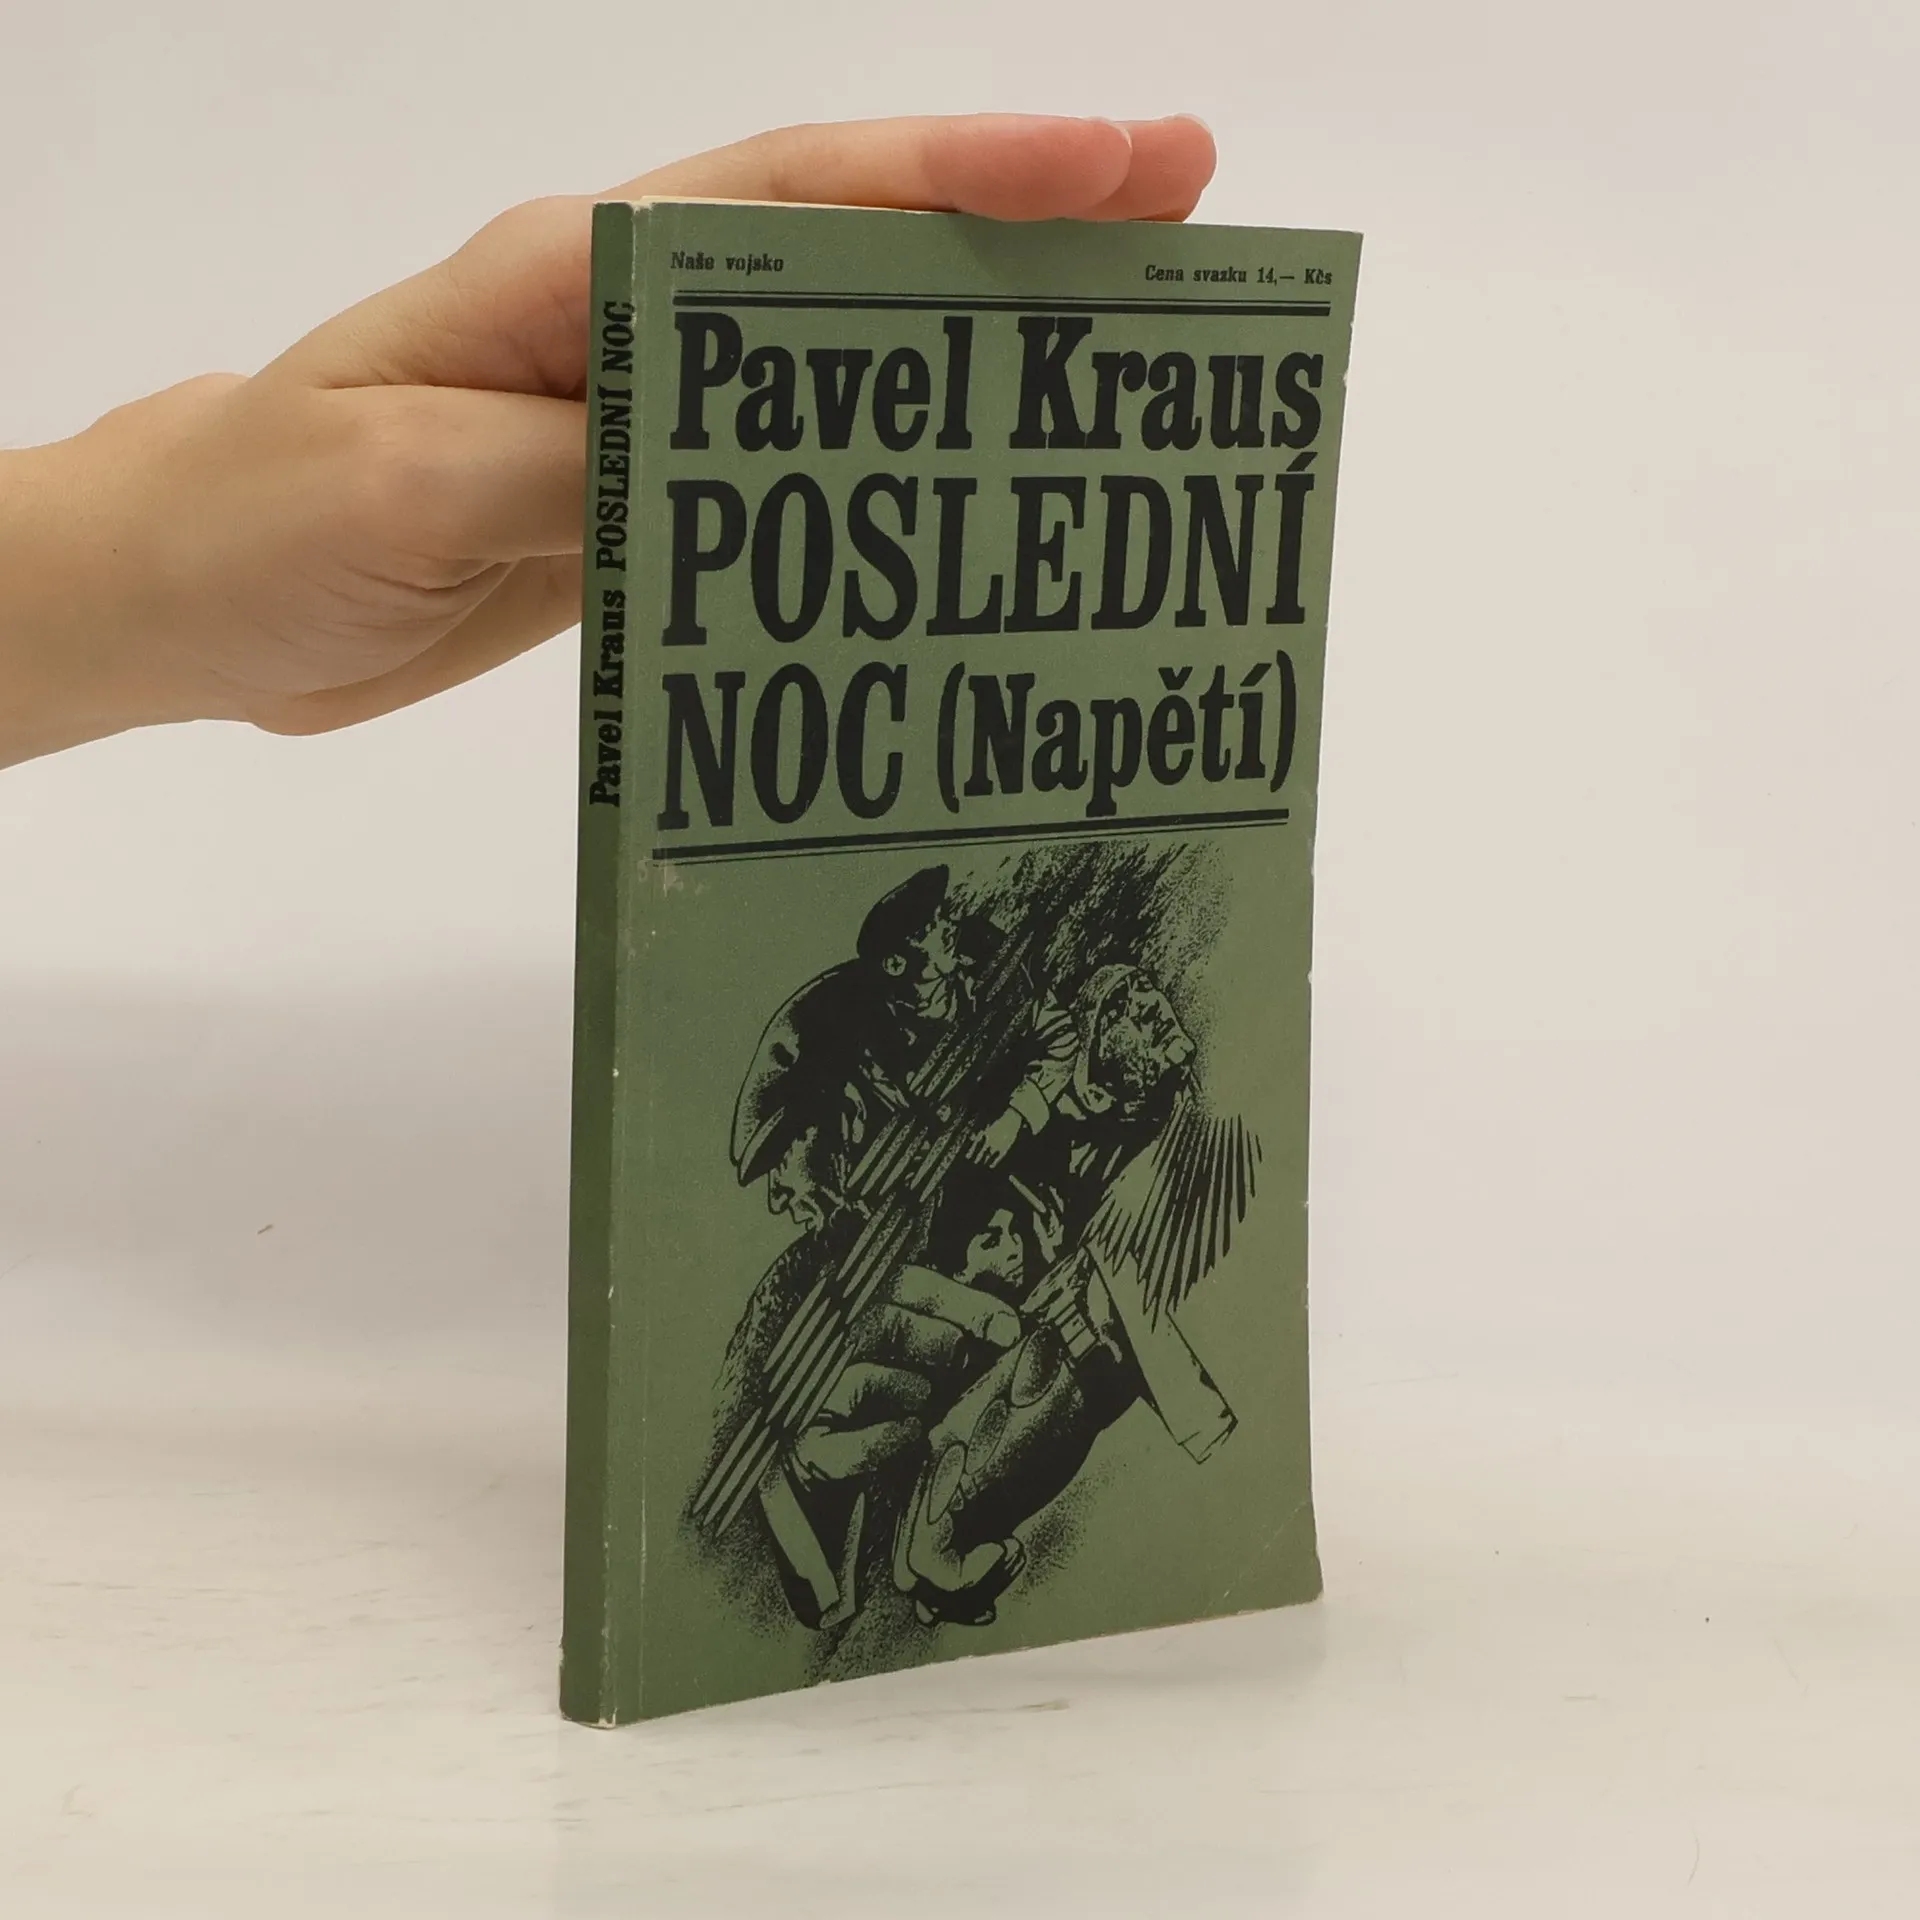 Naše vojsko
Cena svazku 14,— Kčs
Pavel Kraus
POSLEDNÍ
NOC (Napětí)
Pavel Kraus POSLEDNÍ NOC